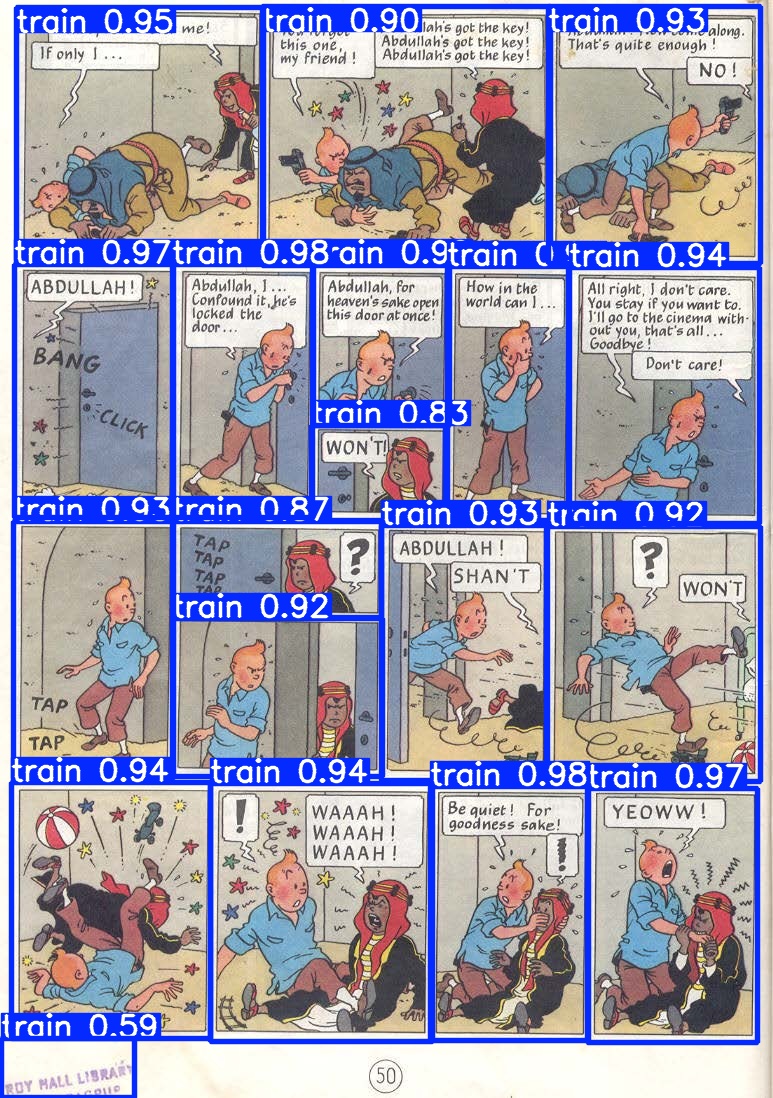 train 0.95
me!
If only I...
train 0.90
this one,
my friend!
Abdullah's got the key!
Abdullah's got the key!
Abdullah's got the key!
train 0.93
along.
That's quite enough!
NO!
train 0.97
ABDULLAH!
BANG
CLICK
train 0.98
Abdullah, I...
Confound it, he's
locked the
door...
Abdullah, for
heaven's sake open
this door at once!
train 0.83
WON'T!
train
How in the
world can I...
train 0.94
All right, I don't care.
You stay if you want to.
I'll go to the cinema with-
out you, that's all...
Goodbye!
Don't care!
train 0.93
TAP
TAP
train 0.87
TAP
TAP
TAP
TAP
?
train 0.92
train 0.93
ABDULLAH!
SHAN'T
train 0.92
?
WON'T
train 0.94
train 0.94
!
WAAAH!
WAAAH!
WAAAH!
train 0.98
Be quiet! For
goodness sake!
!
train 0.97
YEOWW!
train 0.59
ROY HALL LIBRARY
50